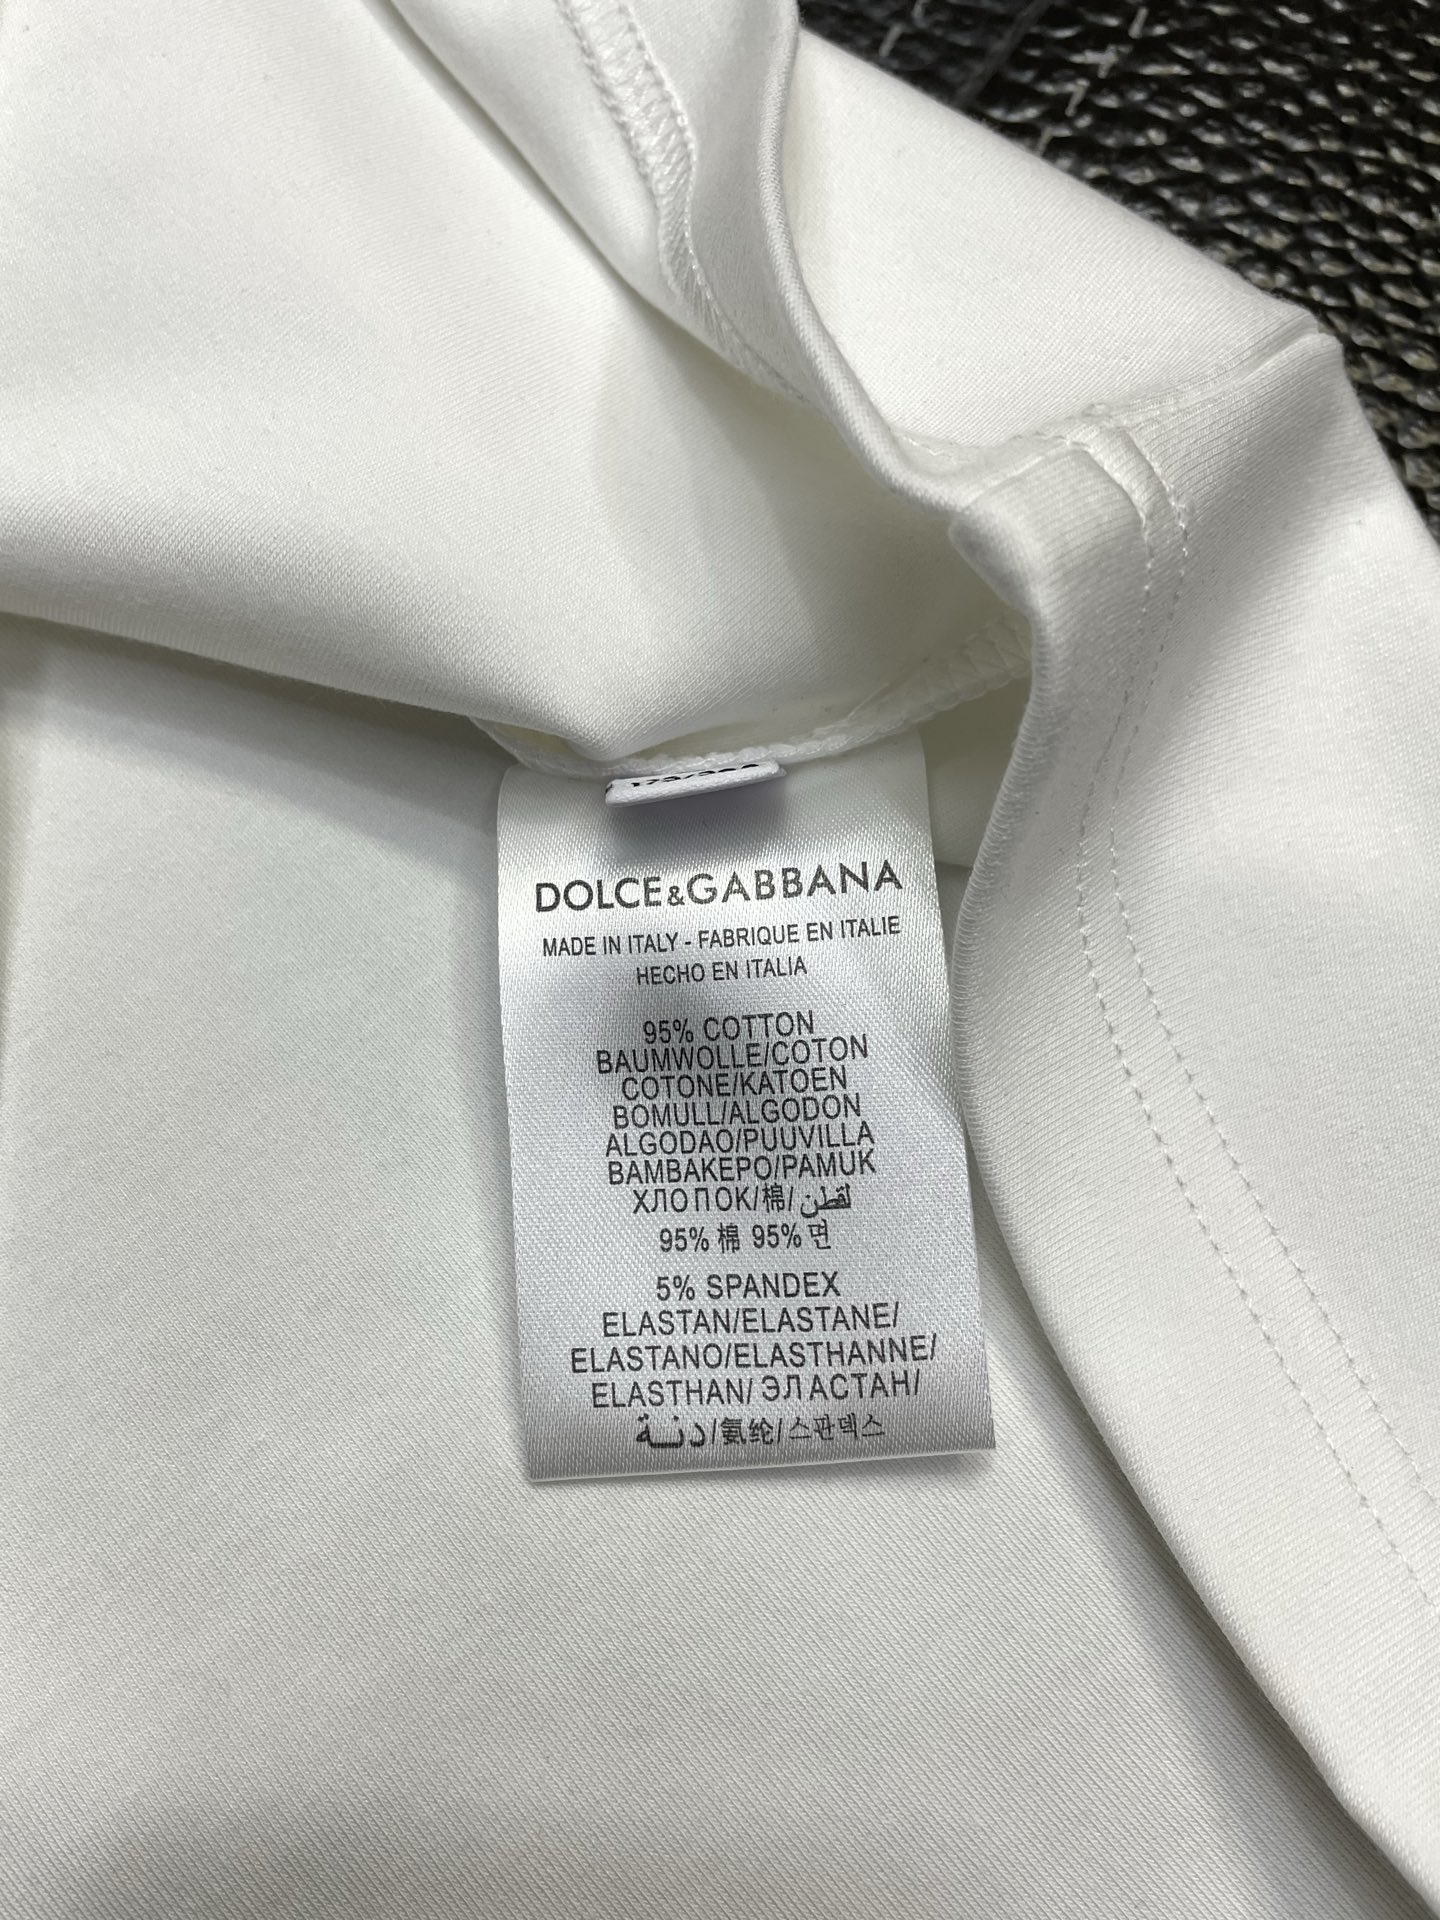 DOLCE&GABBANA
MADE IN ITALY - FABRIQUE EN ITALIE
HECHO EN ITALIA
95% COTTON
BAUMWOLLE/COTON
COTONE/KATOEN
BOMULL/ALGODON
ALGODAO/PUUVILLA
BAMBAKEPO/PAMUK
ХЛОПОК/棉/لقطن
95% 棉 95% 면
5% SPANDEX
ELASTAN/ELASTANE/
ELASTANO/ELASTHANNE/
ELASTHAN/ ЭЛАСТАН/
دنـة/氨纶/스판덱스